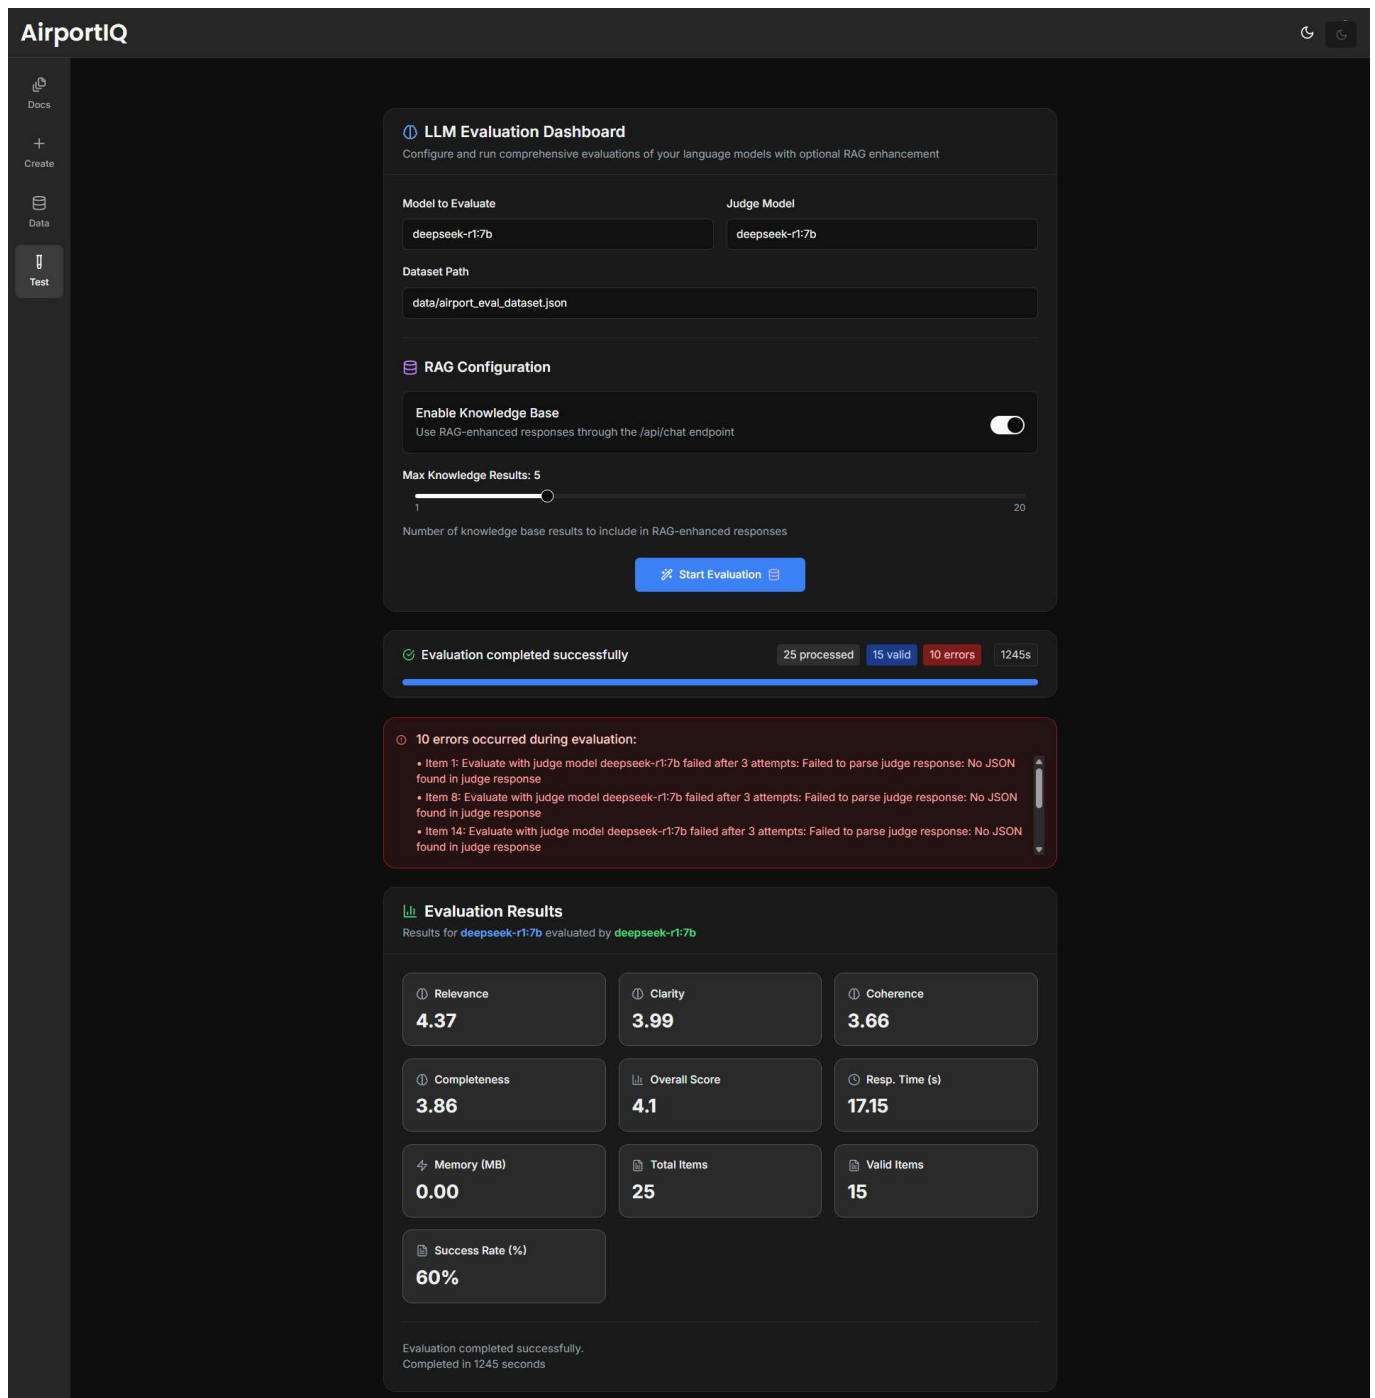 AirportIQ
Docs
Create
Data
Test
LLM Evaluation Dashboard
Configure and run comprehensive evaluations of your language models with optional RAG enhancement
Model to Evaluate
Judge Model
deepseek-r1:7b
deepseek-r1:7b
Dataset Path
data/airport_eval_dataset.json
RAG Configuration
Enable Knowledge Base
Use RAG-enhanced responses through the /api/chat endpoint
Max Knowledge Results: 5
1
20
Number of knowledge base results to include in RAG-enhanced responses
Start Evaluation
Evaluation completed successfully
25 processed
15 valid
10 errors
1245s
10 errors occurred during evaluation:
• Item 1: Evaluate with judge model deepseek-r1:7b failed after 3 attempts: Failed to parse judge response: No JSON
found in judge response
• Item 8: Evaluate with judge model deepseek-r1:7b failed after 3 attempts: Failed to parse judge response: No JSON
found in judge response
• Item 14: Evaluate with judge model deepseek-r1:7b failed after 3 attempts: Failed to parse judge response: No JSON
found in judge response
Evaluation Results
Results for deepseek-r1:7b evaluated by deepseek-r1:7b
Relevance
4.37
Clarity
3.99
Coherence
3.66
Completeness
3.86
Overall Score
4.1
Resp. Time (s)
17.15
Memory (MB)
0.00
Total Items
25
Valid Items
15
Success Rate (%)
60%
Evaluation completed successfully.
Completed in 1245 seconds